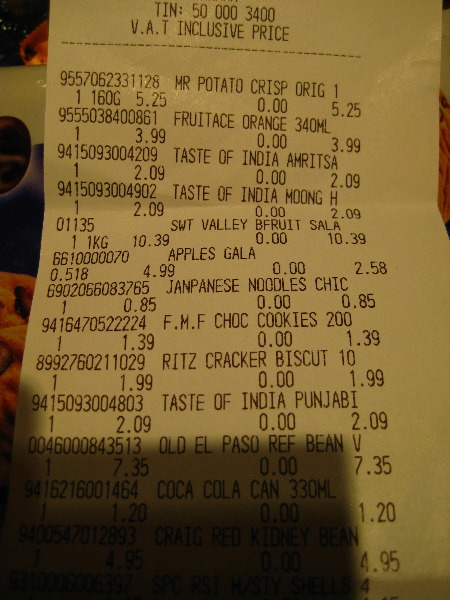 TIN: 50 000 3400
V.A.T INCLUSIVE PRICE
9557062331128 MR POTATO CRISP ORIG 1
1 160G 5.25 0.00 5.25
9555038400861 FRUITACE ORANGE 340ML
1 3.99 0.00 3.99
9415093004209 TASTE OF INDIA AMRITSA
1 2.09 0.00 2.09
9415093004902 TASTE OF INDIA MOONG H
1 2.09 0.00 2.09
01135 SWT VALLEY BFRUIT SALA
1 1KG 10.39 0.00 10.39
6610000070 APPLES GALA
0.518 4.99 0.00 2.58
6902066083765 JANPANESE NOODLES CHIC
1 0.85 0.00 0.85
9416470522224 F.M.F CHOC COOKIES 200
1 1.39 0.00 1.39
8992760211029 RITZ CRACKER BISCUT 10
1 1.99 0.00 1.99
9415093004803 TASTE OF INDIA PUNJABI
1 2.09 0.00 2.09
0046000843513 OLD EL PASO REF BEAN V
1 7.35 0.00 7.35
9416216001464 COCA COLA CAN 330ML
1 1.20 0.00 1.20
9400547012893 CRAIG RED KIDNEY BEAN
1 4.95 0.00 4.95
9310006006397 SPC RST H/STY SHELLS 4